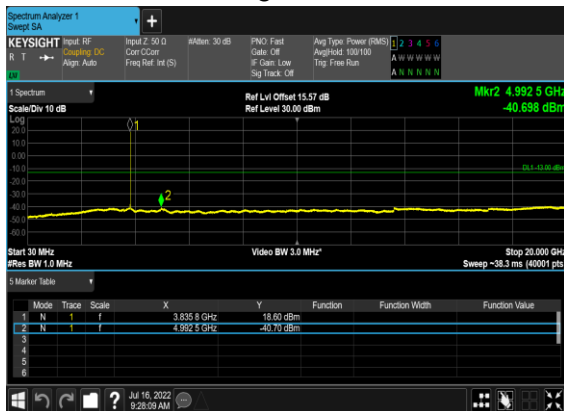 Spectrum Analyzer 1
Swept SA
KEYSIGHT Input: RF Input Z: 50 Ω #Atten: 30 dB PNO: Fast Avg Type: Power (RMS) 1 2 3 4 5 6
R T Coupling: DC Corr CCorr Gate: Off Avg|Hold: 100/100 A W W W W W
Align: Auto Freq Ref: Int (S) IF Gain: Low Trig: Free Run
Sig Track: Off A N N N N N
1 Spectrum Ref Lvl Offset 15.57 dB Mkr2 4.992 5 GHz
Scale/Div 10 dB Ref Level 30.00 dBm -40.698 dBm
Log
20.0
10.0
0.00
-10.0
-20.0
-30.0
-40.0
-50.0
-60.0
1
2
DL1 -13.00 dBm
Start 30 MHz Video BW 3.0 MHz* Stop 20.000 GHz
#Res BW 1.0 MHz Sweep ~38.3 ms (40001 pts
5 Marker Table
Mode Trace Scale X Y Function Function Width Function Value
1 N 1 f 3.835 8 GHz 18.60 dBm
2 N 1 f 4.992 5 GHz -40.70 dBm
3
4
5
6
? Jul 16, 2022
9:28:09 AM